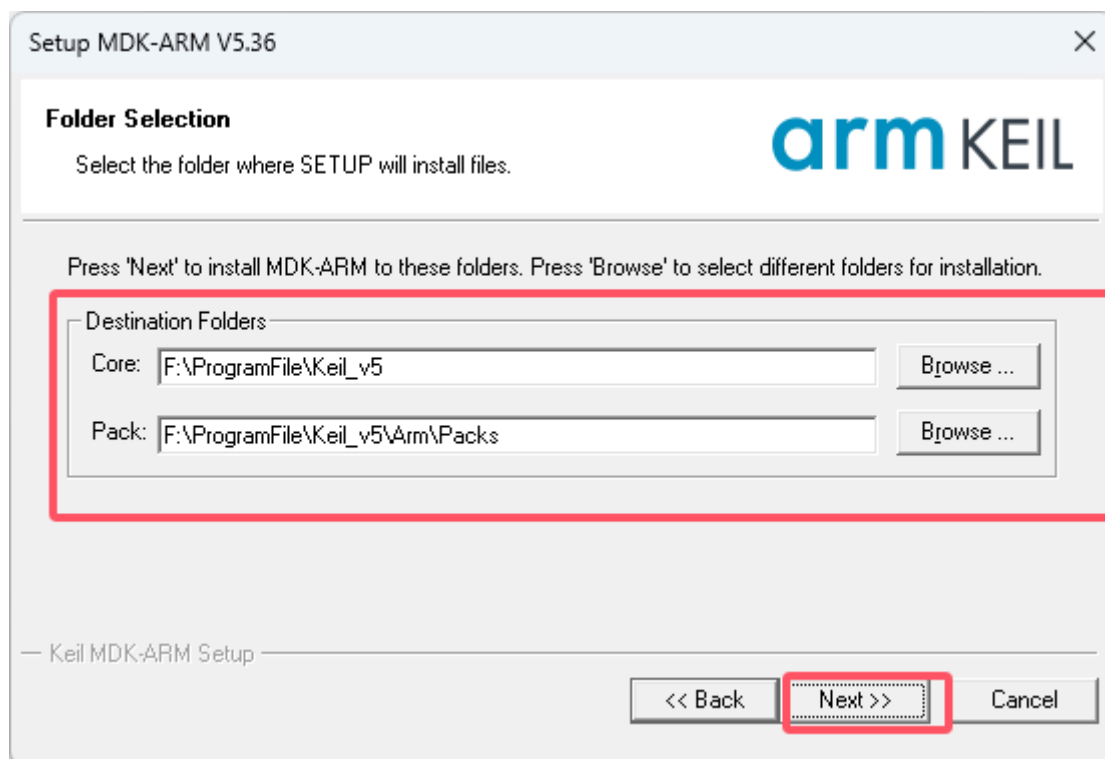 Setup MDK-ARM V5.36
Folder Selection
Select the folder where SETUP will install files.
arm KEIL
Press 'Next' to install MDK-ARM to these folders. Press 'Browse' to select different folders for installation.
Destination Folders
Core: F:\ProgramFile\Keil_v5 Browse ...
Pack: F:\ProgramFile\Keil_v5\Arm\Packs Browse ...
Keil MDK-ARM Setup
<< Back Next >> Cancel